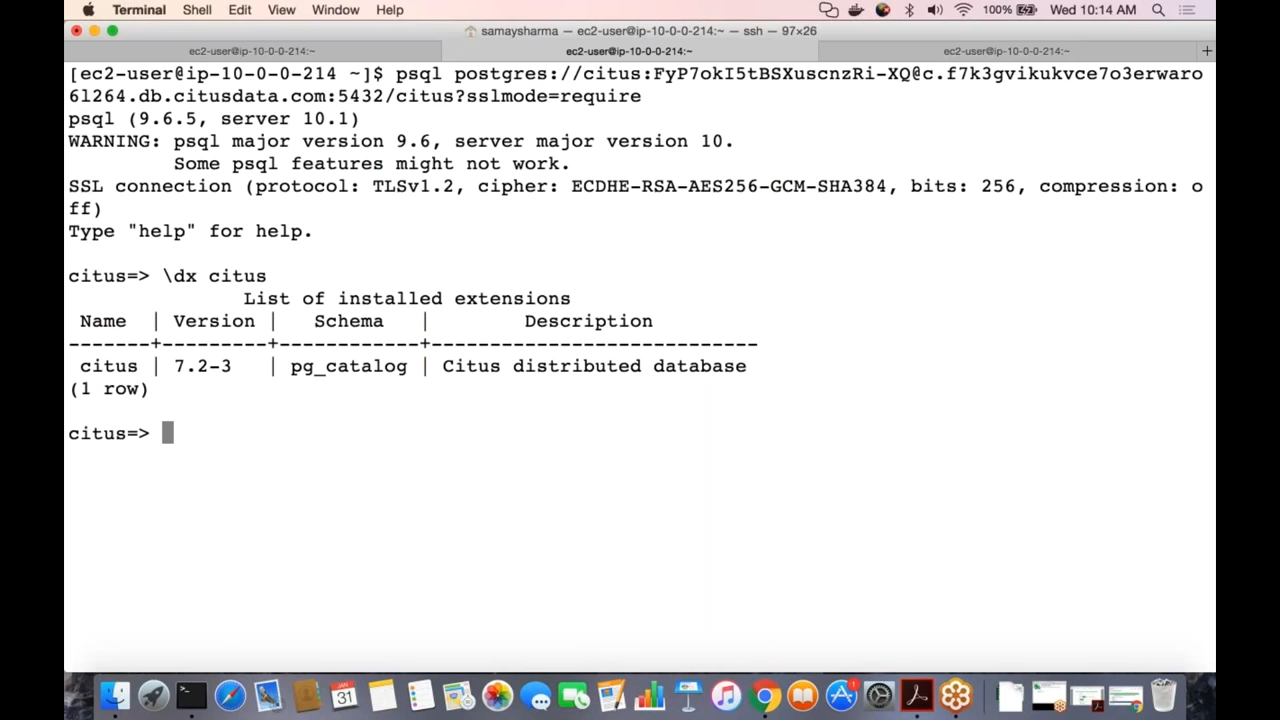 Terminal Shell Edit View Window Help 100% Wed 10:14 AM
samaysharma — ec2-user@ip-10-0-0-214:~ — ssh — 97×26
ec2-user@ip-10-0-0-214:~ ec2-user@ip-10-0-0-214:~ ec2-user@ip-10-0-0-214:~ +
[ec2-user@ip-10-0-0-214 ~]$ psql postgres://citus:FyP7okI5tBSXuscnzRi-XQ@c.f7k3gvikukvce7o3erwaro
6l264.db.citusdata.com:5432/citus?sslmode=require
psql (9.6.5, server 10.1)
WARNING: psql major version 9.6, server major version 10.
Some psql features might not work.
SSL connection (protocol: TLSv1.2, cipher: ECDHE-RSA-AES256-GCM-SHA384, bits: 256, compression: o
ff)
Type "help" for help.
citus=> \dx citus
List of installed extensions
Name | Version | Schema | Description
-------+---------+------------+----------------------------
citus | 7.2-3 | pg_catalog | Citus distributed database
(1 row)
citus=>
JAN
31
1